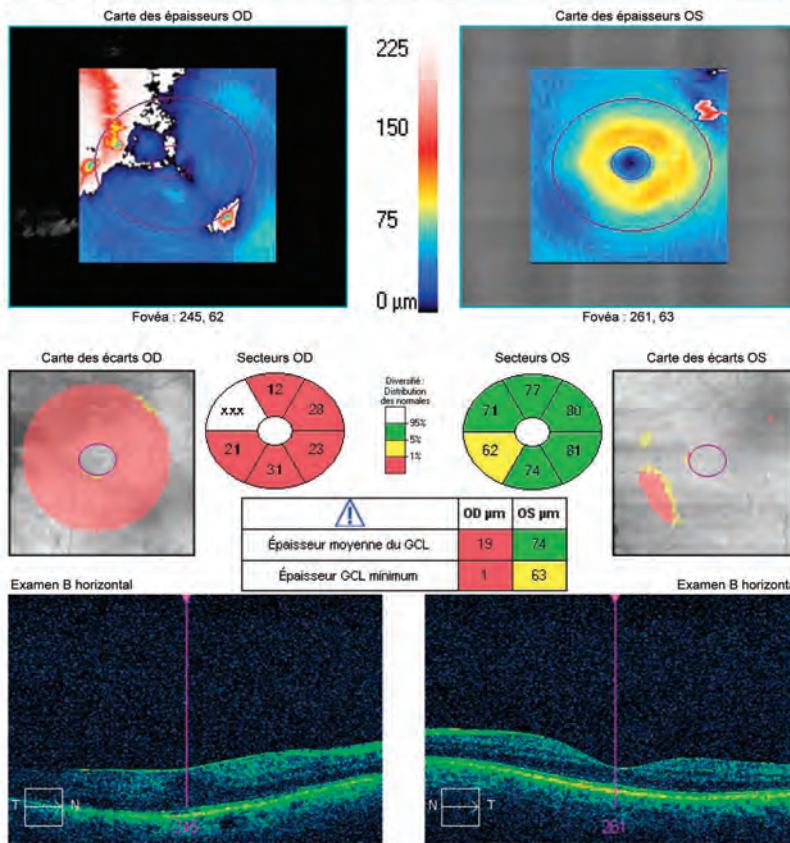 Carte des épaisseurs OD
Carte des épaisseurs OS
225
150
75
0 µm
Fovéa : 245, 62
Fovéa : 261, 63
Carte des écarts OD
Secteurs OD
Diversifié :
Distribution
des normales
95%
5%
1%
Secteurs OS
Carte des écarts OS
12
28
23
31
21
xxx
77
80
81
74
62
71
OD µm OS µm
Épaisseur moyenne du GCL 19 74
Épaisseur GCL minimum 1 63
Examen B horizontal
Examen B horizonta
T N
245
N T
261